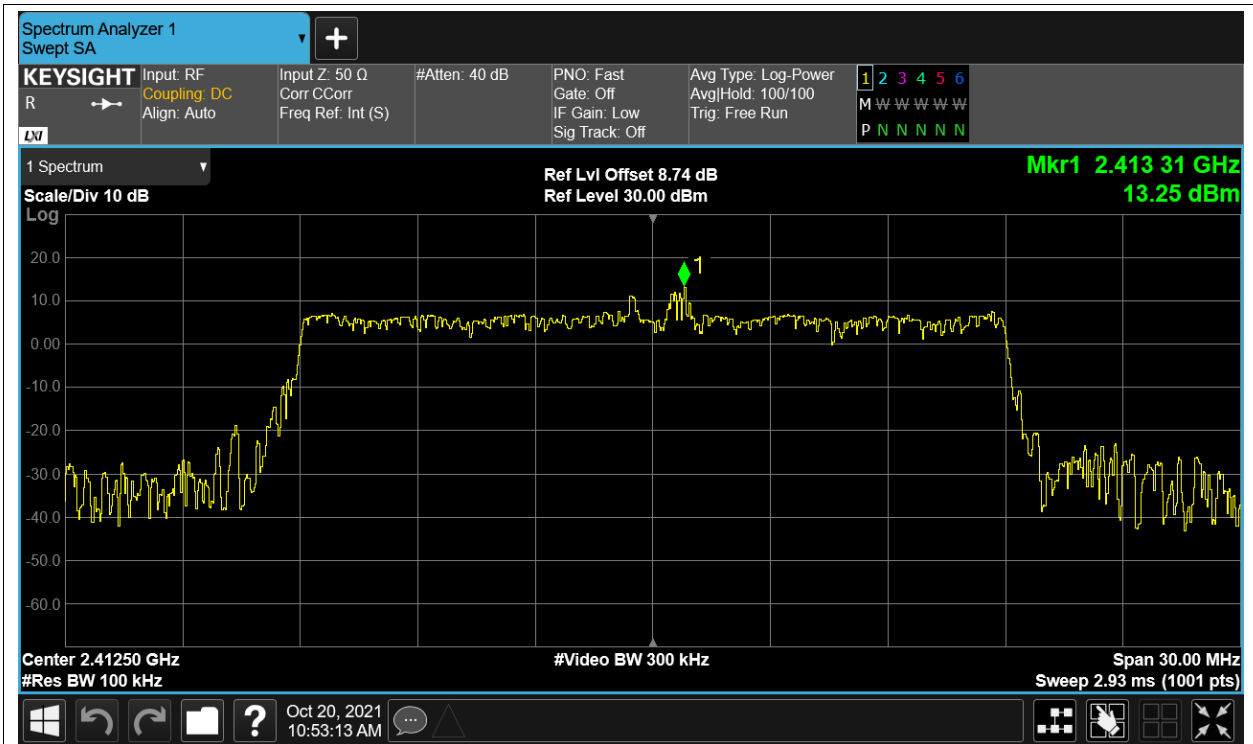 Spectrum Analyzer 1
Swept SA
+
KEYSIGHT
R
LXI
Input: RF
Coupling: DC
Align: Auto
Input Z: 50 Ω
Corr CCorr
Freq Ref: Int (S)
#Atten: 40 dB
PNO: Fast
Gate: Off
IF Gain: Low
Sig Track: Off
Avg Type: Log-Power
Avg|Hold: 100/100
Trig: Free Run
1 2 3 4 5 6
M W W W W W
P N N N N N
1 Spectrum
Scale/Div 10 dB
Ref Lvl Offset 8.74 dB
Ref Level 30.00 dBm
Mkr1 2.413 31 GHz
13.25 dBm
Log
20.0
10.0
0.00
-10.0
-20.0
-30.0
-40.0
-50.0
-60.0
1
Center 2.41250 GHz
#Res BW 100 kHz
#Video BW 300 kHz
Span 30.00 MHz
Sweep 2.93 ms (1001 pts)
?
Oct 20, 2021
10:53:13 AM